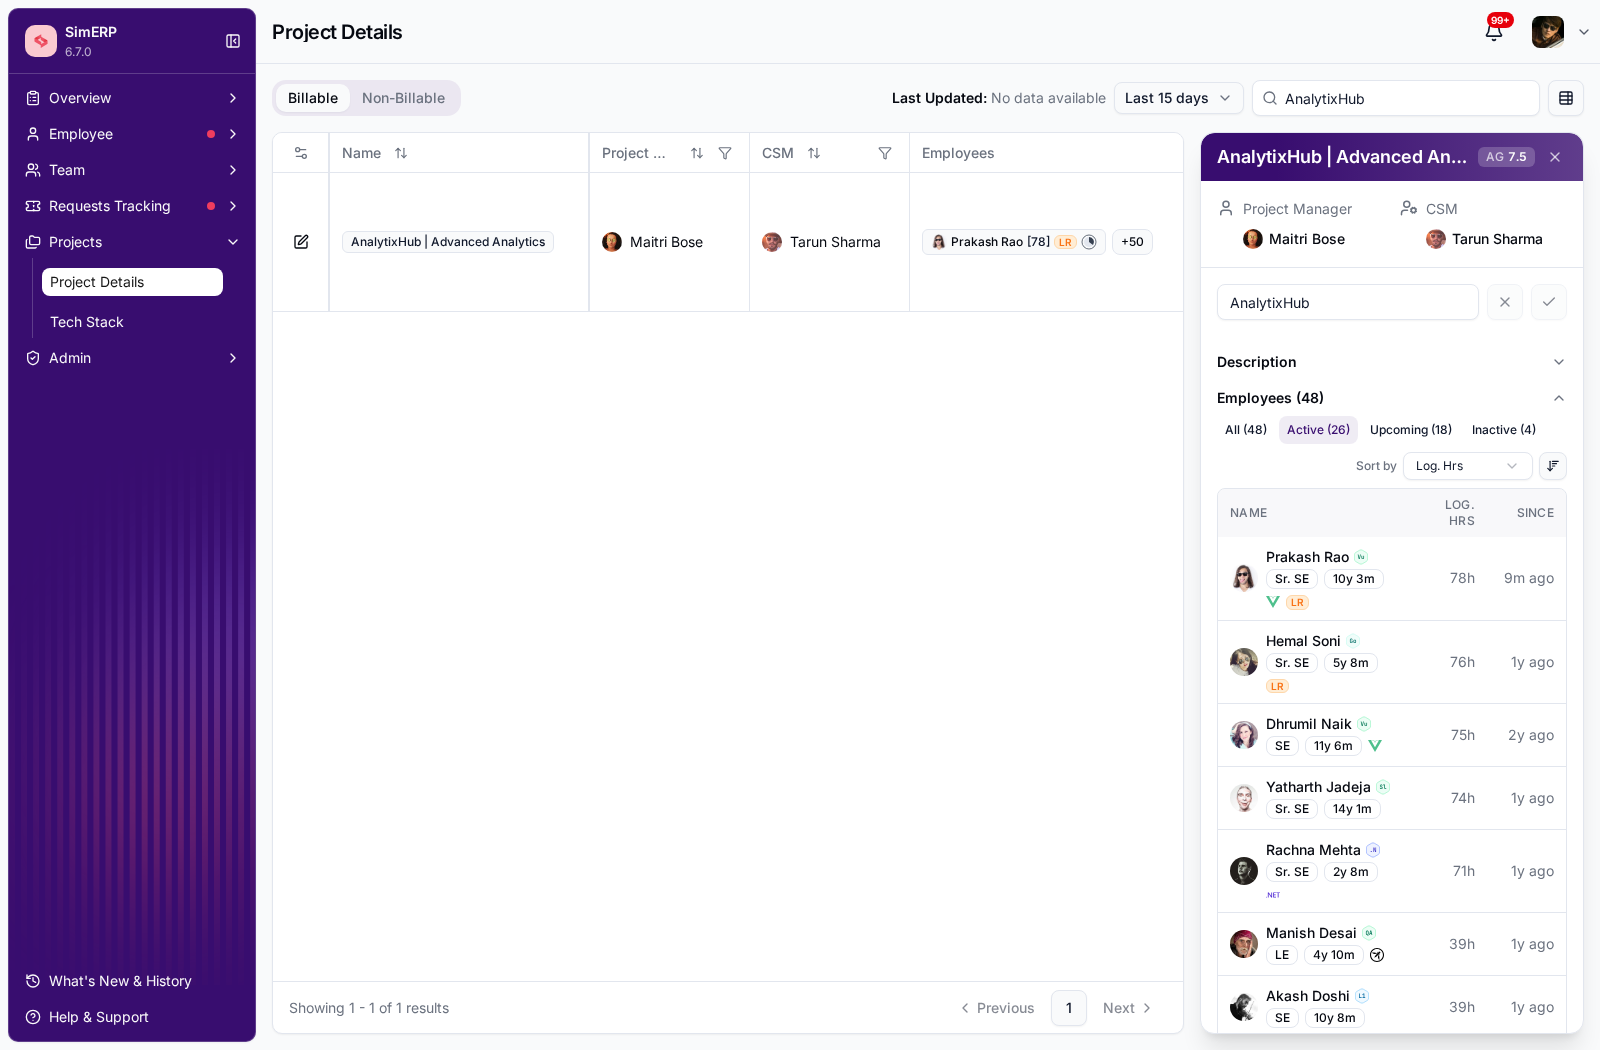 SimERP
6.7.0
Overview
Employee
Team
Requests Tracking
Projects
Project Details
Tech Stack
Admin
What's New & History
Help & Support
Project Details
99+
Billable
Non-Billable
Last Updated: No data available
Last 15 days
AnalytixHub
Name
Project ...
CSM
Employees
AnalytixHub | Advanced Analytics
Maitri Bose
Tarun Sharma
Prakash Rao [78] LR
+50
Showing 1 - 1 of 1 results
Previous
1
Next
AnalytixHub | Advanced An...
AG 7.5
Project Manager
CSM
Maitri Bose
Tarun Sharma
AnalytixHub
Description
Employees (48)
All (48)
Active (26)
Upcoming (18)
Inactive (4)
Sort by
Log. Hrs
NAME
LOG. HRS
SINCE
Prakash Rao Vu
Sr. SE 10y 3m
LR
78h
9m ago
Hemal Soni
Sr. SE 5y 8m
LR
76h
1y ago
Dhrumil Naik Vu
SE 11y 6m
75h
2y ago
Yatharth Jadeja
Sr. SE 14y 1m
74h
1y ago
Rachna Mehta .N
Sr. SE 2y 8m
.NET
71h
1y ago
Manish Desai QA
LE 4y 10m
39h
1y ago
Akash Doshi
SE 10y 8m
39h
1y ago